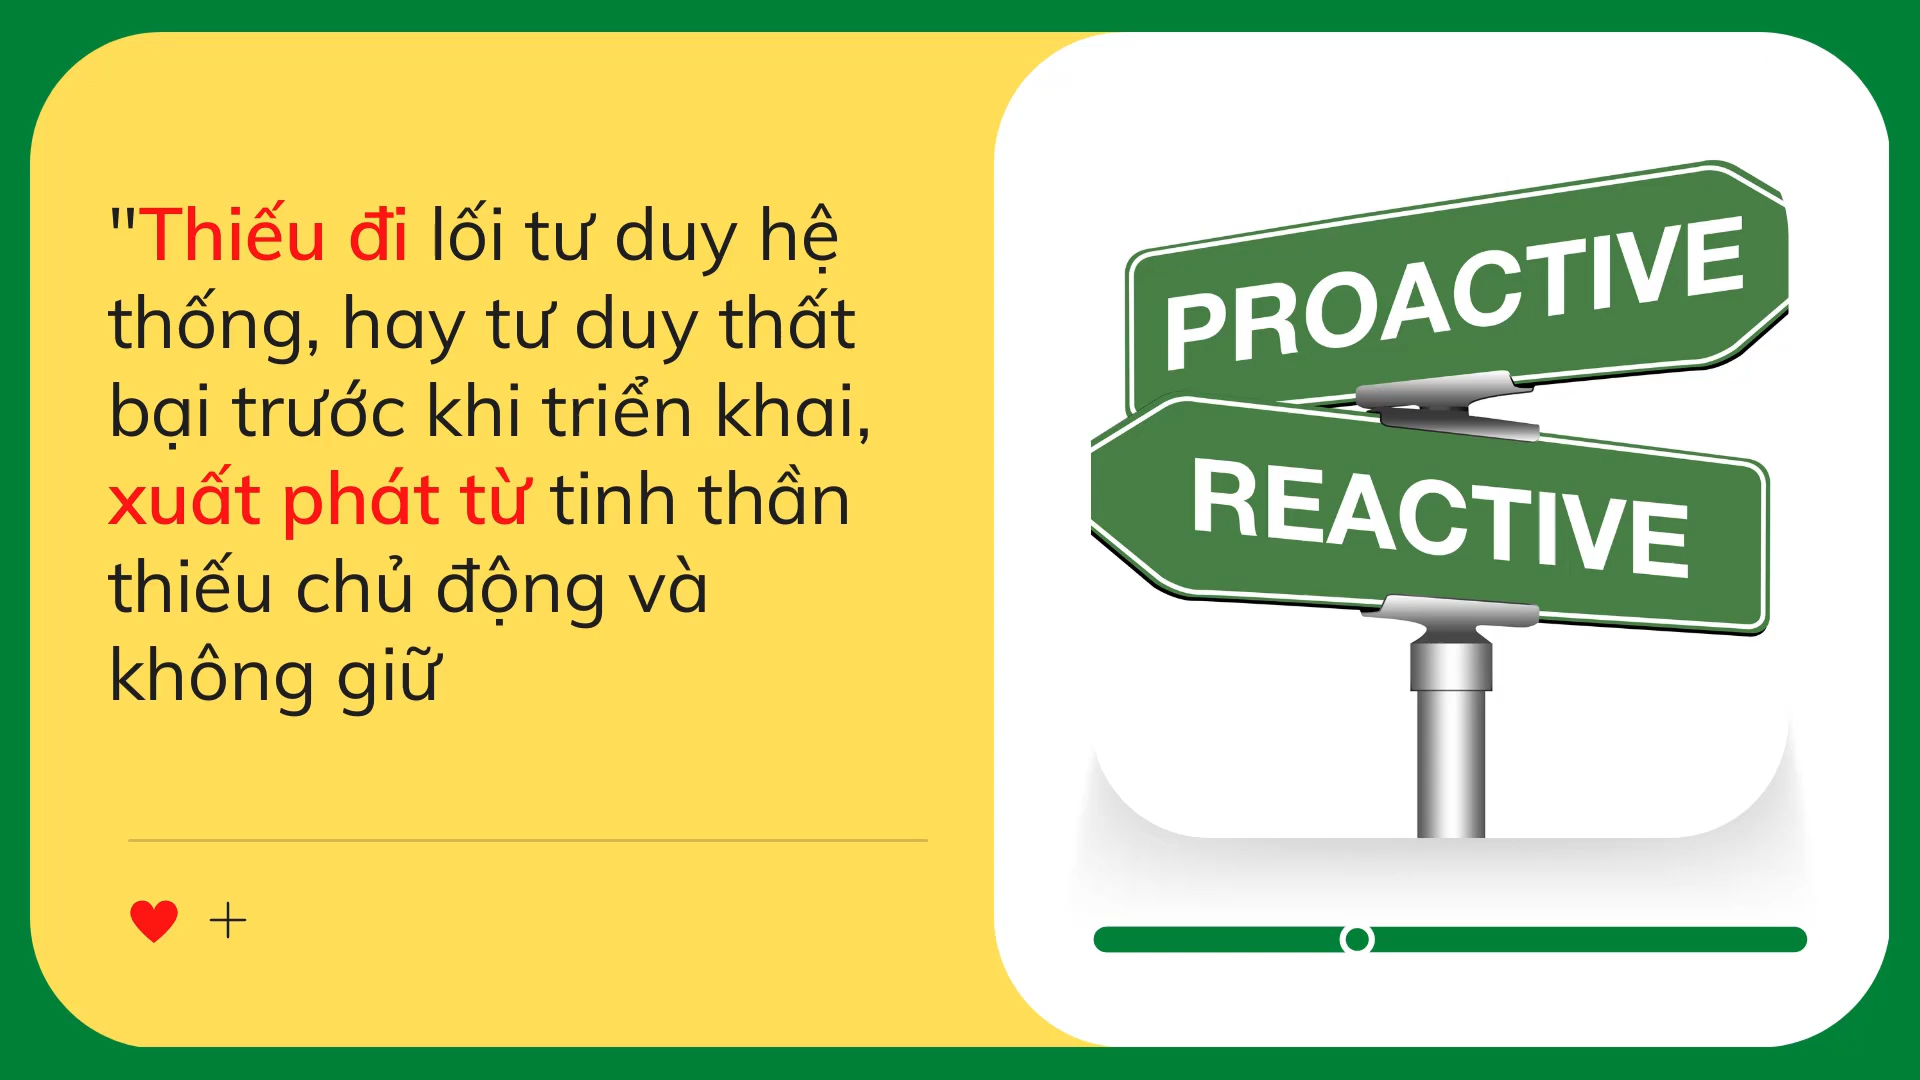 "Thiếu đi lối tư duy hệ
thống, hay tư duy thất
bại trước khi triển khai,
xuất phát từ tinh thần
thiếu chủ động và
không giữ
PROACTIVE
REACTIVE